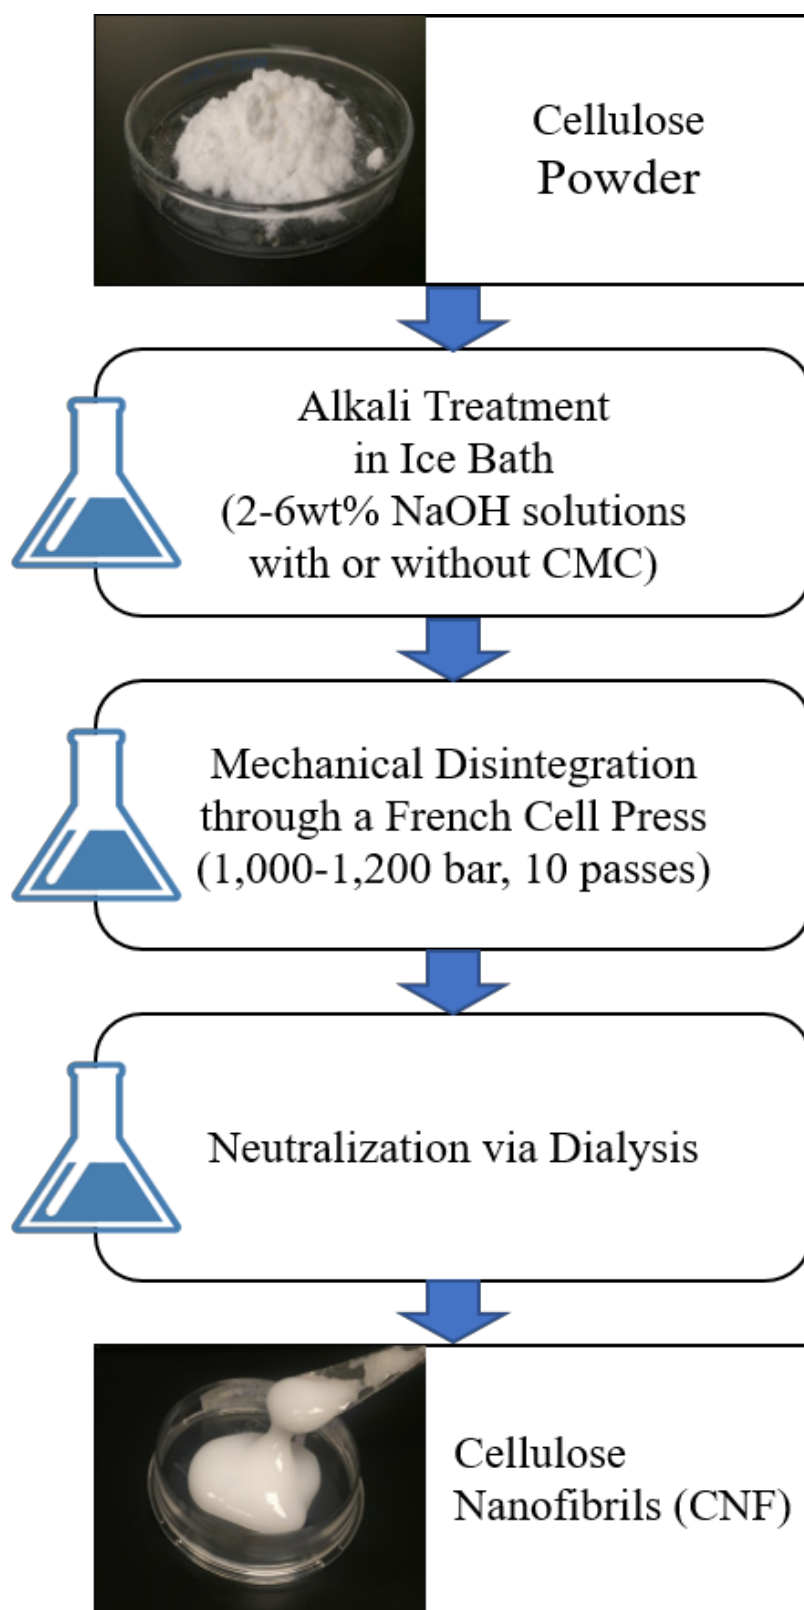 Cellulose
Powder
Alkali Treatment
in Ice Bath
(2-6wt% NaOH solutions
with or without CMC)
Mechanical Disintegration
through a French Cell Press
(1,000-1,200 bar, 10 passes)
Neutralization via Dialysis
Cellulose
Nanofibrils (CNF)